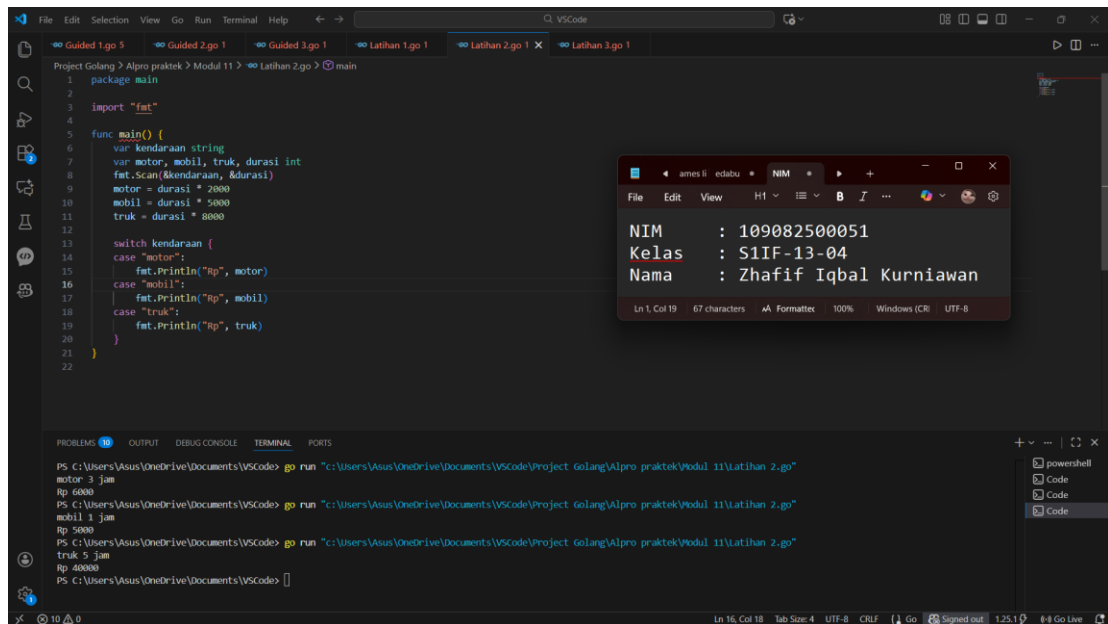 File Edit Selection View Go Run Terminal Help
VSCode
Guided 1.go 5 Guided 2.go 1 Guided 3.go 1 Latihan 1.go 1 Latihan 2.go 1 Latihan 3.go 1
Project Golang > Alpro praktek > Modul 11 > Latihan 2.go > main
1 package main
2
3 import "fmt"
4
5 func main() {
6 var kendaraan string
7 var motor, mobil, truk, durasi int
8 fmt.Scan(&kendaraan, &durasi)
9 motor = durasi * 2000
10 mobil = durasi * 5000
11 truk = durasi * 8000
12
13 switch kendaraan {
14 case "motor":
15 fmt.Println("Rp", motor)
16 case "mobil":
17 fmt.Println("Rp", mobil)
18 case "truk":
19 fmt.Println("Rp", truk)
20 }
21 }
22
ames li edabu NIM
File Edit View H1 B I
NIM : 109082500051
Kelas : S1IF-13-04
Nama : Zhafif Iqbal Kurniawan
Ln 1, Col 19 67 characters Formatted 100% Windows (CRI UTF-8
PROBLEMS 10 OUTPUT DEBUG CONSOLE TERMINAL PORTS
PS C:\Users\Asus\OneDrive\Documents\VSCode> go run "c:\Users\Asus\OneDrive\Documents\VSCode\Project Golang\Alpro praktek\Modul 11\Latihan 2.go"
motor 3 jam
Rp 6000
PS C:\Users\Asus\OneDrive\Documents\VSCode> go run "c:\Users\Asus\OneDrive\Documents\VSCode\Project Golang\Alpro praktek\Modul 11\Latihan 2.go"
mobil 1 jam
Rp 5000
PS C:\Users\Asus\OneDrive\Documents\VSCode> go run "c:\Users\Asus\OneDrive\Documents\VSCode\Project Golang\Alpro praktek\Modul 11\Latihan 2.go"
truk 5 jam
Rp 40000
PS C:\Users\Asus\OneDrive\Documents\VSCode>
powershell
Code
Code
Code
10 0
Ln 16, Col 18 Tab Size: 4 UTF-8 CRLF Go Signed out 1.25.1 Go Live